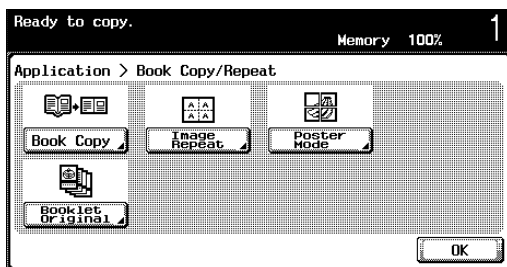 Ready to copy.
Memory 100% 1
Application > Book Copy/Repeat
Book Copy
Image
Repeat
Poster
Mode
Booklet
Original
OK